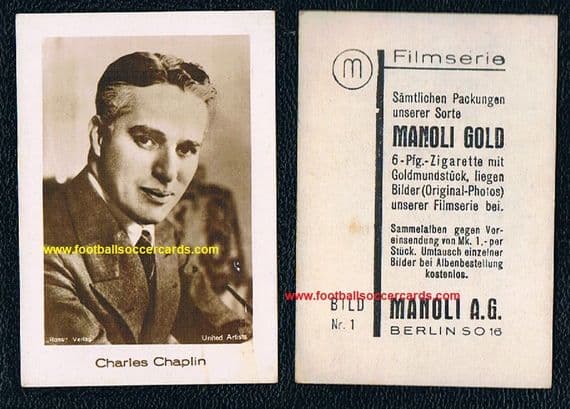 www.footballsoccercards.com
"Ross" Verlag United Artists
Charles Chaplin
m
Filmserie
Sämtlichen Packungen
unserer Sorte
MANOLI GOLD
6-Pfg.-Zigarette mit
Goldmundstück, liegen
Bilder (Original-Photos)
unserer Filmserie bei.
Sammelalben gegen Vor-
einsendung von Mk. 1.- per
Stück. Umtausch einzelner
Bilder bei Albenbestellung
kostenlos.
www.footballsoccercards.com
BILD
Nr. 1
MANOLI A.G.
BERLIN SO 16